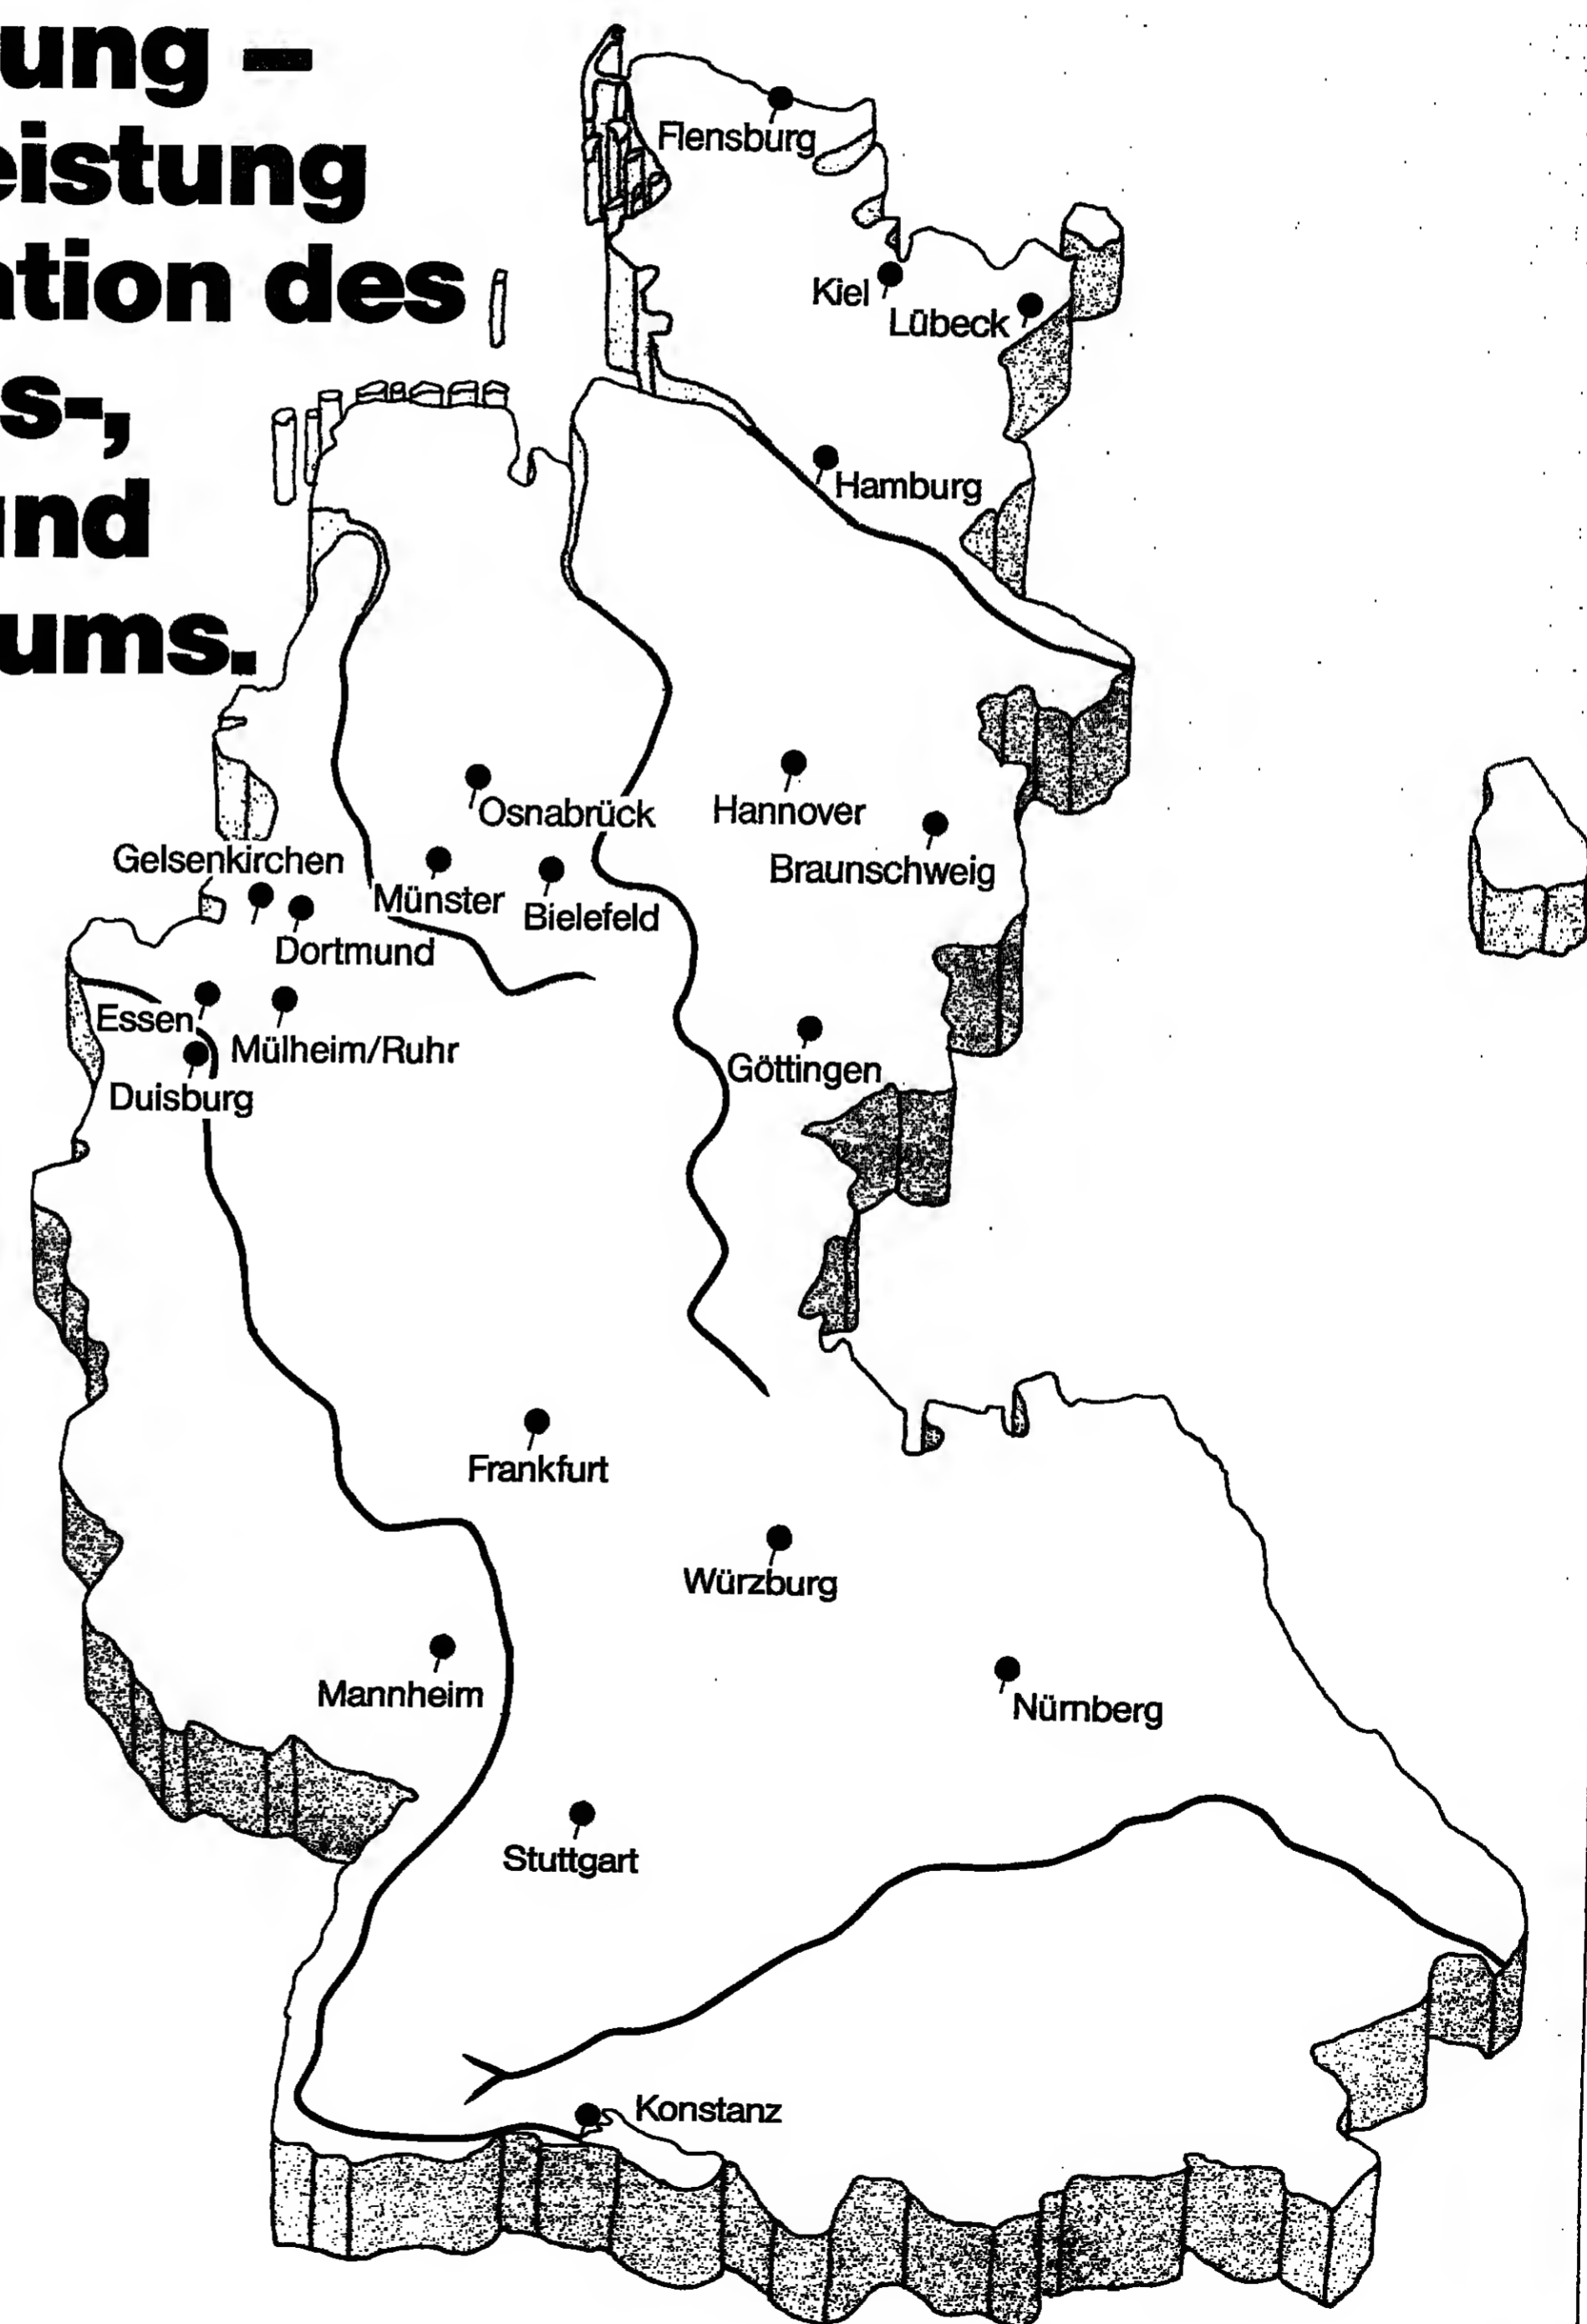 ung –
eistung
ation des
s-,
nd
ums.
Flensburg
Kiel
Lübeck
Hamburg
Osnabrück
Hannover
Braunschweig
Gelsenkirchen
Münster
Bielefeld
Dortmund
Essen
Mülheim/Ruhr
Göttingen
Duisburg
Frankfurt
Würzburg
Mannheim
Nürnberg
Stuttgart
Konstanz